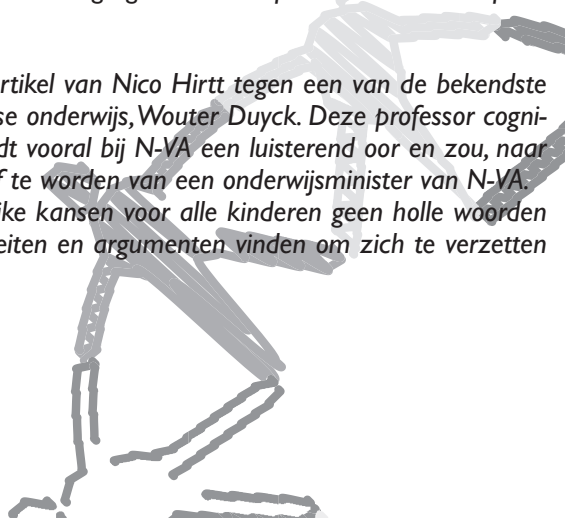 rtikel van Nico Hirtt tegen een van de bekendste
se onderwijs, Wouter Duyck. Deze professor cogni-
dt vooral bij N-VA een luisterend oor en zou, naar
f te worden van een onderwijsminister van N-VA.
ke kansen voor alle kinderen geen holle woorden
eiten en argumenten vinden om zich te verzetten